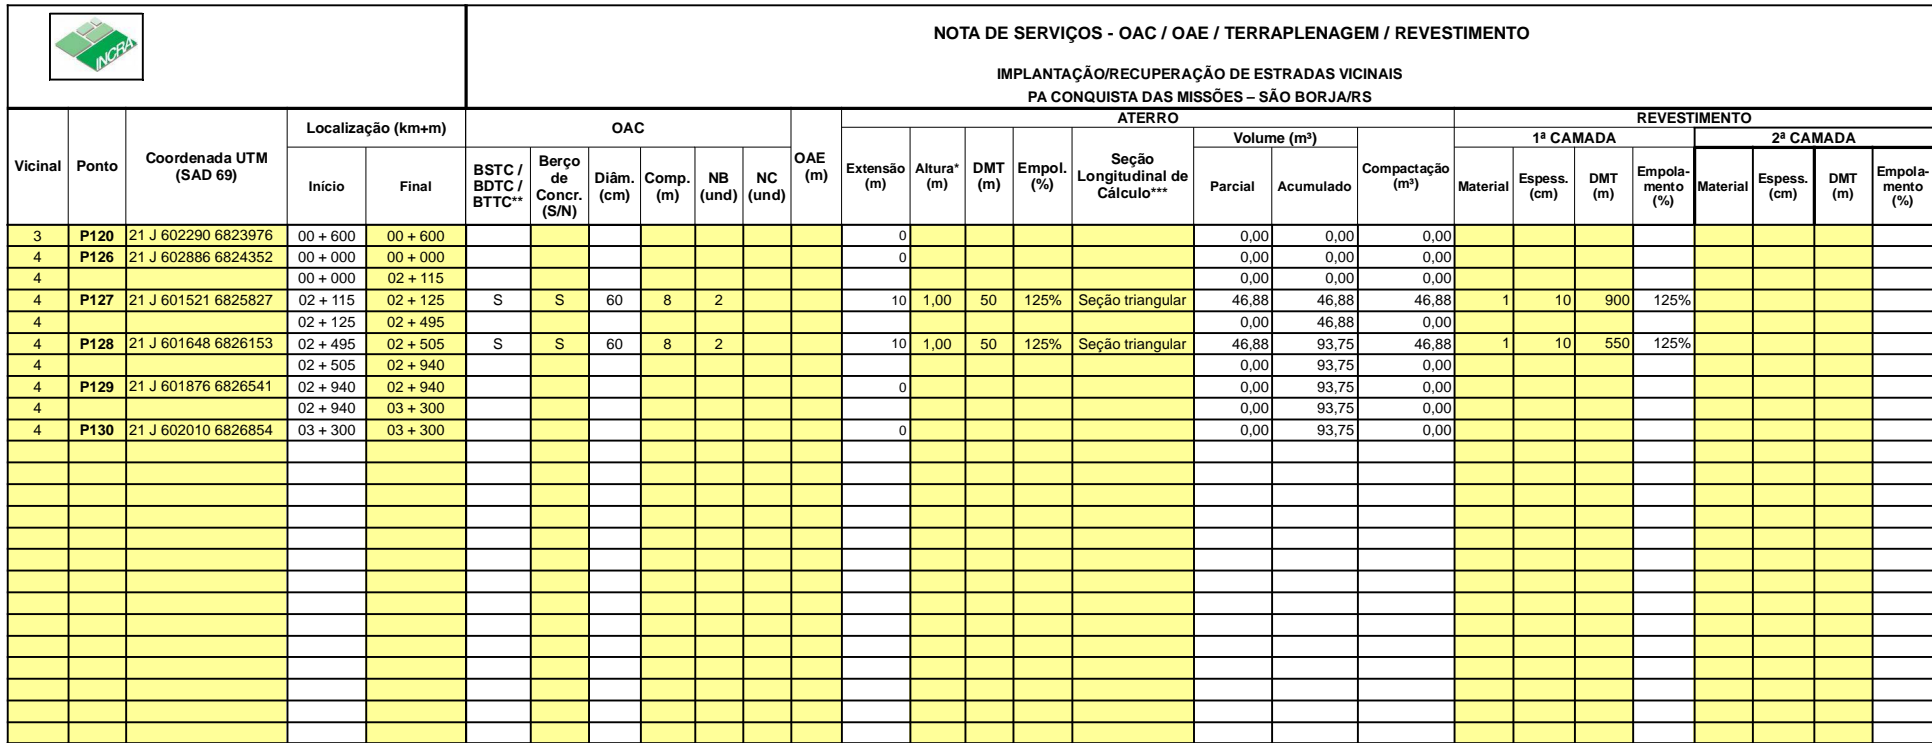 INCRA
NOTA DE SERVIÇOS - OAC / OAE / TERRAPLENAGEM / REVESTIMENTO
IMPLANTAÇÃO/RECUPERAÇÃO DE ESTRADAS VICINAIS
PA CONQUISTA DAS MISSÕES – SÃO BORJA/RS
Vicinal Ponto Coordenada UTM (SAD 69) Localização (km+m) OAC OAE (m) ATERRO REVESTIMENTO
Volume (m³) 1ª CAMADA 2ª CAMADA
Início Final BSTC / BDTC / BTTC** Berço de Concr. (S/N) Diâm. (cm) Comp. (m) NB (und) NC (und) Extensão (m) Altura* (m) DMT (m) Empol. (%) Seção Longitudinal de Cálculo*** Parcial Acumulado Compactação (m³) Material Espess. (cm) DMT (m) Empola-mento (%) Material Espess. (cm) DMT (m) Empola-mento (%)
3 P120 21 J 602290 6823976 00 + 600 00 + 600 0 0,00 0,00 0,00
4 P126 21 J 602886 6824352 00 + 000 00 + 000 0 0,00 0,00 0,00
4 00 + 000 02 + 115 0,00 0,00 0,00
4 P127 21 J 601521 6825827 02 + 115 02 + 125 S S 60 8 2 10 1,00 50 125% Seção triangular 46,88 46,88 46,88 1 10 900 125%
4 02 + 125 02 + 495 0,00 46,88 0,00
4 P128 21 J 601648 6826153 02 + 495 02 + 505 S S 60 8 2 10 1,00 50 125% Seção triangular 46,88 93,75 46,88 1 10 550 125%
4 02 + 505 02 + 940 0,00 93,75 0,00
4 P129 21 J 601876 6826541 02 + 940 02 + 940 0 0,00 93,75 0,00
4 02 + 940 03 + 300 0,00 93,75 0,00
4 P130 21 J 602010 6826854 03 + 300 03 + 300 0 0,00 93,75 0,00